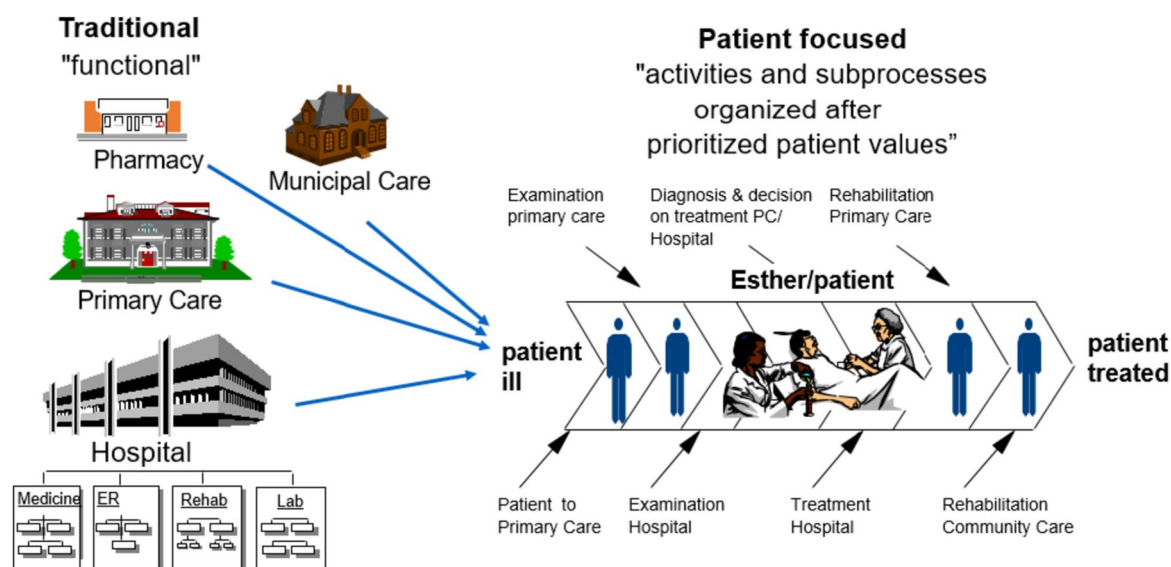 Traditional
"functional"
Pharmacy
Municipal Care
Primary Care
Hospital
Medicine
ER
Rehab
Lab
Patient focused
"activities and subprocesses
organized after
prioritized patient values”
Examination
primary care
Diagnosis & decision
on treatment PC/
Hospital
Rehabilitation
Primary Care
Esther/patient
patient
ill
patient
treated
Patient to
Primary Care
Examination
Hospital
Treatment
Hospital
Rehabilitation
Community Care